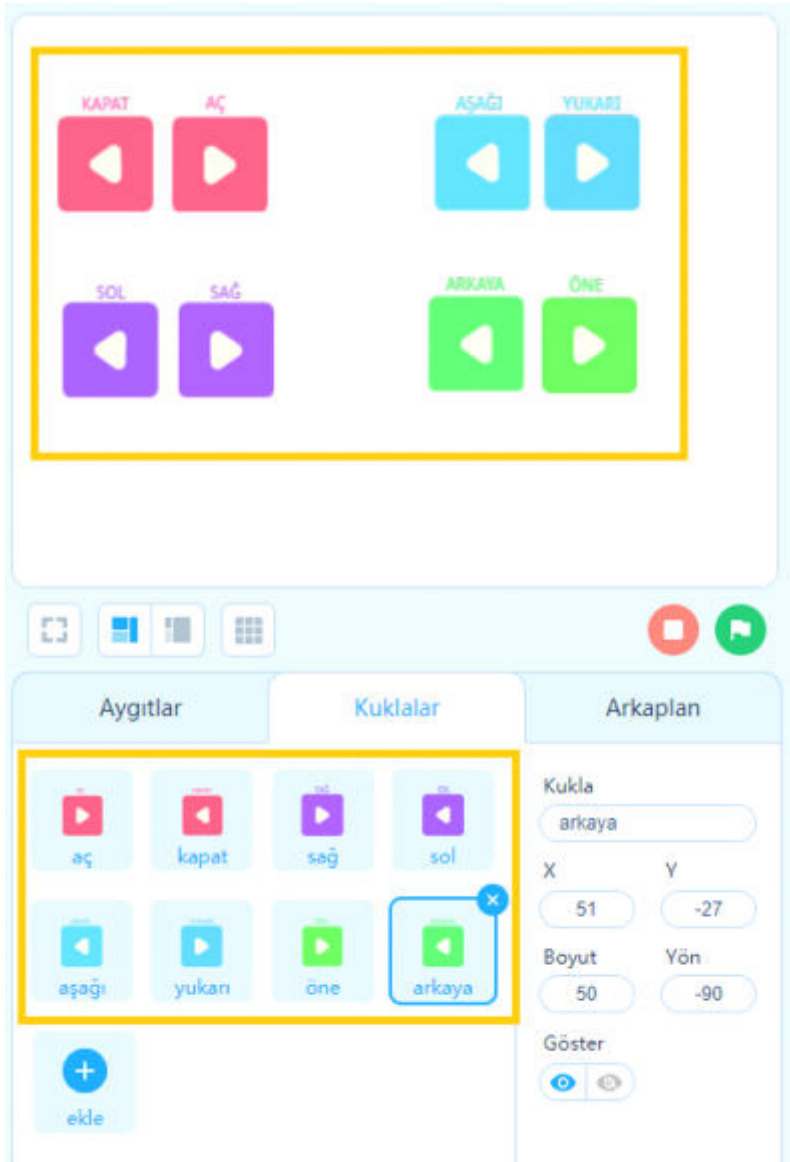 KAPAT AÇ AŞAĞI YUKARI
SOL SAĞ ARKAYA ÖNE
Aygıtlar Kuklalar Arkaplan
Kukla
arkaya
aç kapat sağ sol
X Y
51 -27
Boyut Yön
aşağı yukarı öne arkaya
50 -90
Göster
ekle